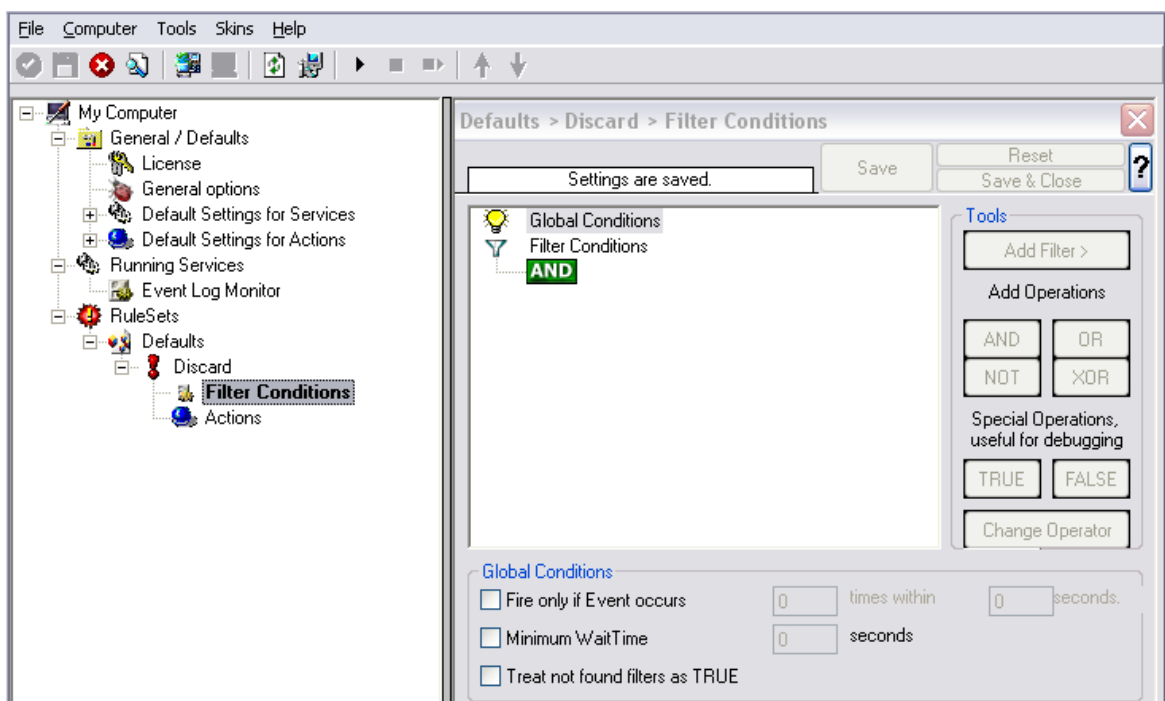 File Computer Tools Skins Help
My Computer
General / Defaults
License
General options
Default Settings for Services
Default Settings for Actions
Running Services
Event Log Monitor
RuleSets
Defaults
Discard
Filter Conditions
Actions
Defaults > Discard > Filter Conditions
Settings are saved.
Save
Reset
Save & Close
?
Global Conditions
Filter Conditions
AND
Tools
Add Filter >
Add Operations
AND OR
NOT XOR
Special Operations,
useful for debugging
TRUE FALSE
Change Operator
Global Conditions
Fire only if Event occurs 0 times within 0 seconds.
Minimum WaitTime 0 seconds
Treat not found filters as TRUE